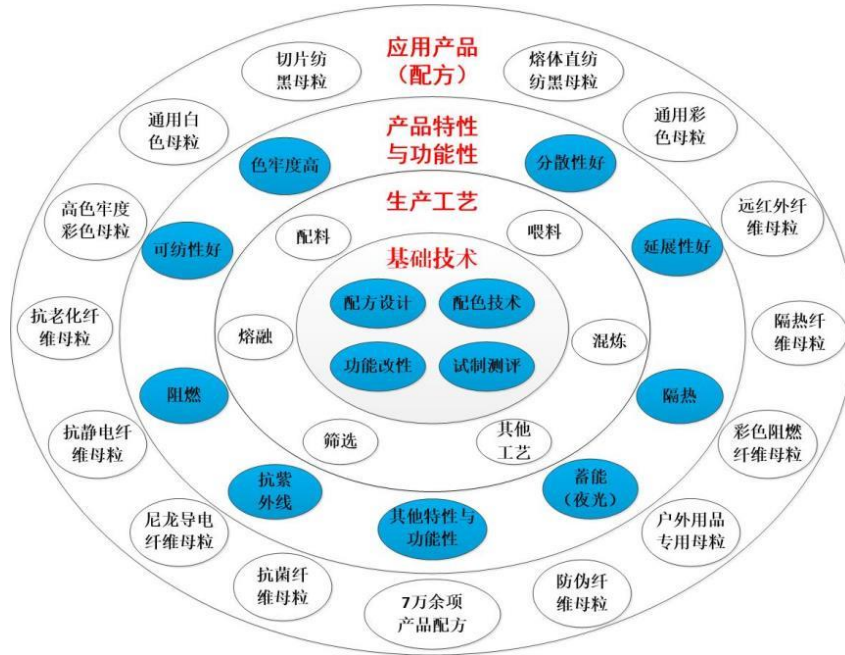 应用产品
（配方）
切片纺
黑母粒
熔体直纺
纺黑母粒
通用白
色母粒
通用彩
色母粒
高色牢度
彩色母粒
远红外纤
维母粒
抗老化纤
维母粒
隔热纤
维母粒
抗静电纤
维母粒
彩色阻燃
纤维母粒
尼龙导电
纤维母粒
户外用品
专用母粒
抗菌纤
维母粒
防伪纤
维母粒
7万余项
产品配方
产品特性
与功能性
色牢度高
分散性好
可纺性好
延展性好
阻燃
隔热
抗紫
外线
蓄能
（夜光）
其他特性与
功能性
生产工艺
配料
喂料
熔融
混炼
筛选
其他
工艺
基础技术
配方设计
配色技术
功能改性
试制测评